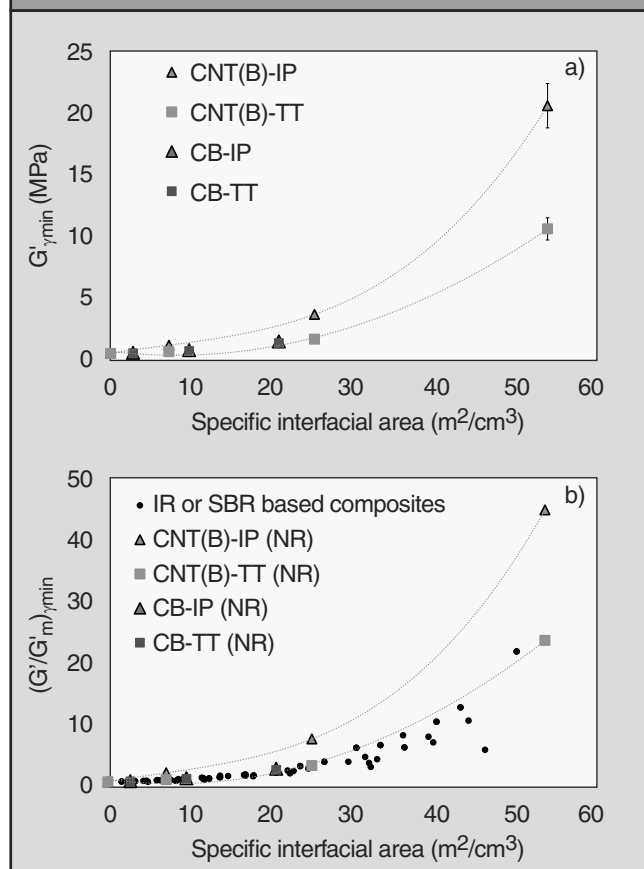 a)
25
20
15
10
5
0
G'γmin (MPa)
CNT(B)-IP
CNT(B)-TT
CB-IP
CB-TT
0 10 20 30 40 50 60
Specific interfacial area (m²/cm³)
b)
50
40
30
20
10
0
(G'/G'm)γmin
IR or SBR based composites
CNT(B)-IP (NR)
CNT(B)-TT (NR)
CB-IP (NR)
CB-TT (NR)
0 10 20 30 40 50 60
Specific interfacial area (m²/cm³)